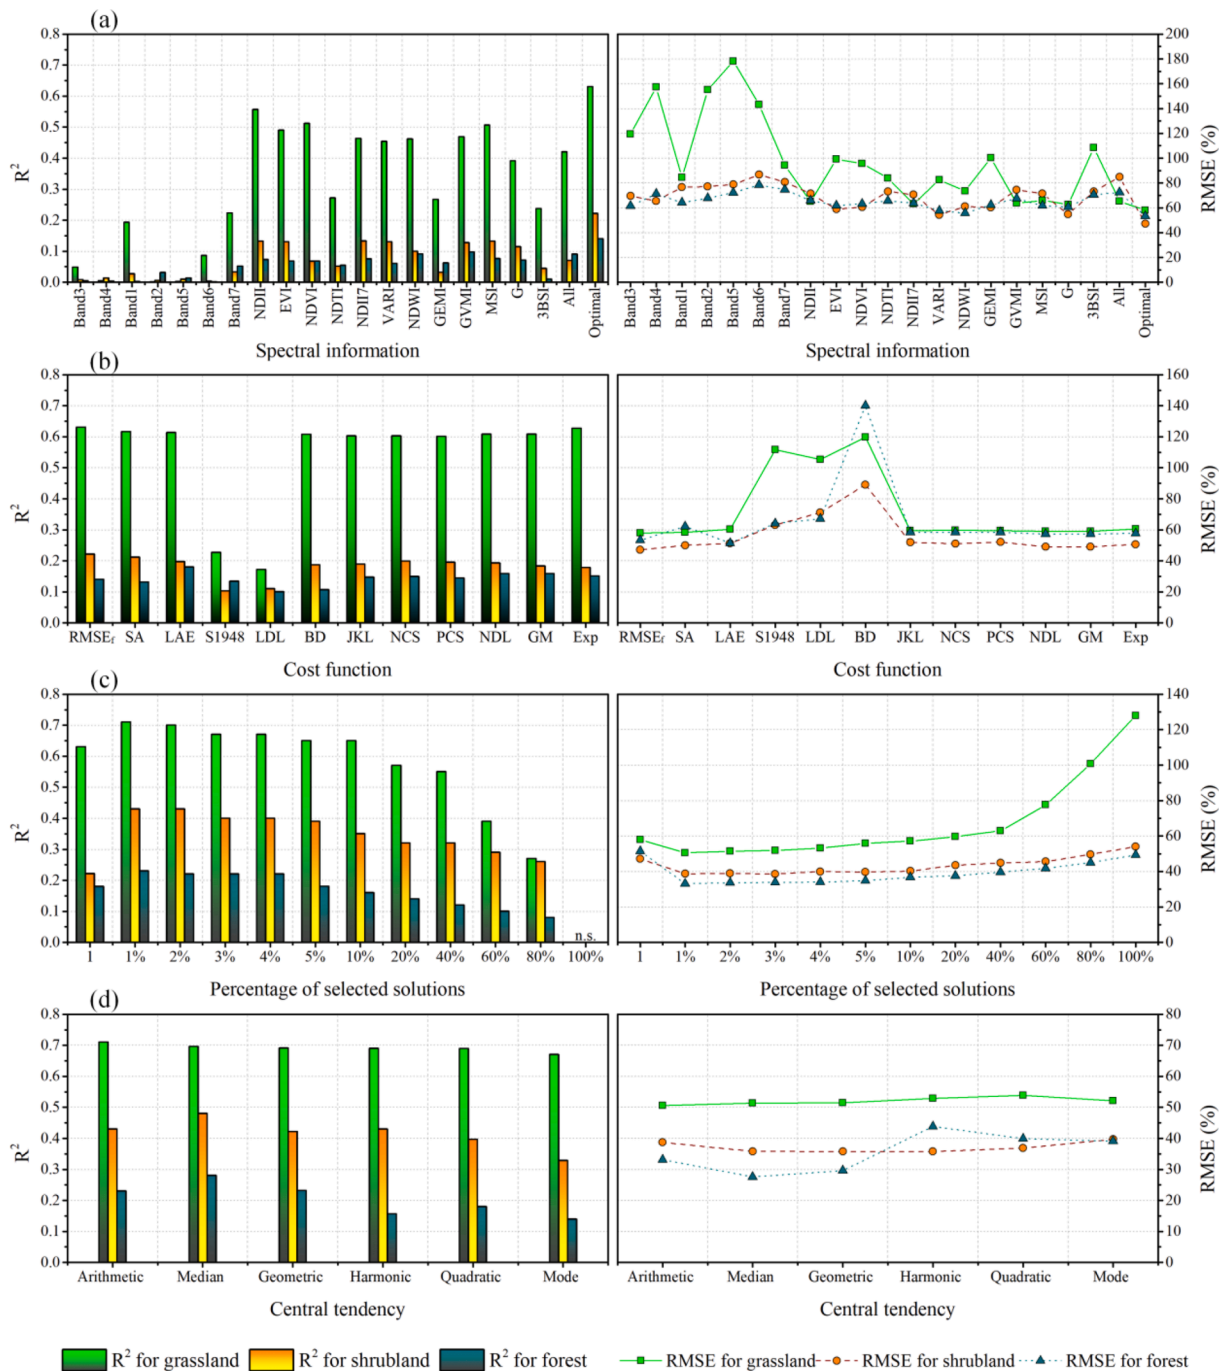 (a)
0.8
0.7
0.6
0.5
0.4
0.3
0.2
0.1
0.0
R²
Band3
Band4
Band1
Band2
Band5
Band6
Band7
NDII
EVI
NDVI
NDTI
NDII7
VARI
NDWI
GEMI
GVMI
MSI
G
3BSI
All
Optimal
Spectral information
200
180
160
140
120
100
80
60
40
20
0
RMSE (%)
Band3
Band4
Band1
Band2
Band5
Band6
Band7
NDII
EVI
NDVI
NDTI
NDII7
VARI
NDWI
GEMI
GVMI
MSI
G
3BSI
All
Optimal
Spectral information
(b)
0.8
0.7
0.6
0.5
0.4
0.3
0.2
0.1
0.0
R²
RMSEf SA LAE S1948 LDL BD JKL NCS PCS NDL GM Exp
Cost function
160
140
120
100
80
60
40
20
0
RMSE (%)
RMSEf SA LAE S1948 LDL BD JKL NCS PCS NDL GM Exp
Cost function
(c)
0.8
0.7
0.6
0.5
0.4
0.3
0.2
0.1
0.0
R²
n.s.
1 1% 2% 3% 4% 5% 10% 20% 40% 60% 80% 100%
Percentage of selected solutions
140
120
100
80
60
40
20
0
RMSE (%)
1 1% 2% 3% 4% 5% 10% 20% 40% 60% 80% 100%
Percentage of selected solutions
(d)
0.8
0.7
0.6
0.5
0.4
0.3
0.2
0.1
0.0
R²
Arithmetic Median Geometric Harmonic Quadratic Mode
Central tendency
80
70
60
50
40
30
20
10
0
RMSE (%)
Arithmetic Median Geometric Harmonic Quadratic Mode
Central tendency
R² for grassland R² for shrubland R² for forest RMSE for grassland RMSE for shrubland RMSE for forest